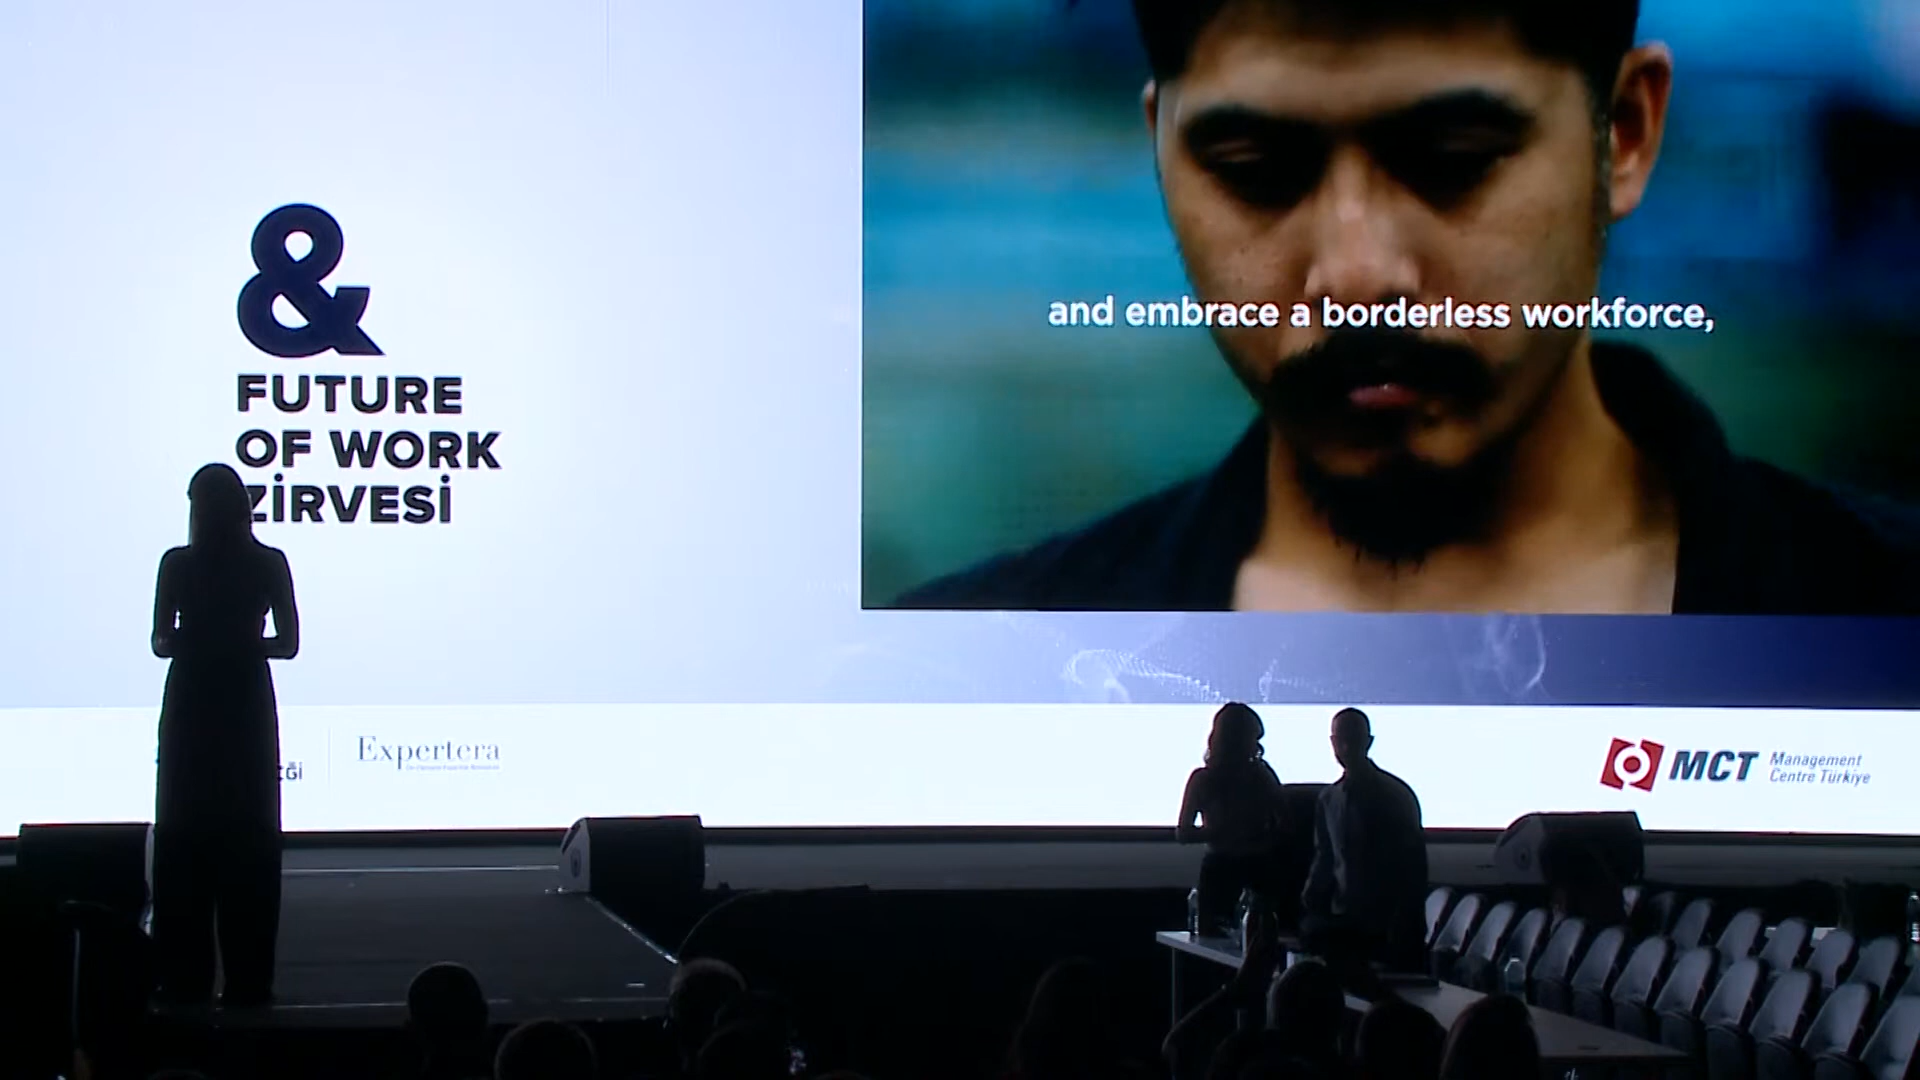 &
FUTURE
OF WORK
ZİRVESİ
and embrace a borderless workforce,
Expertera
MCT Management
Centre Türkiye